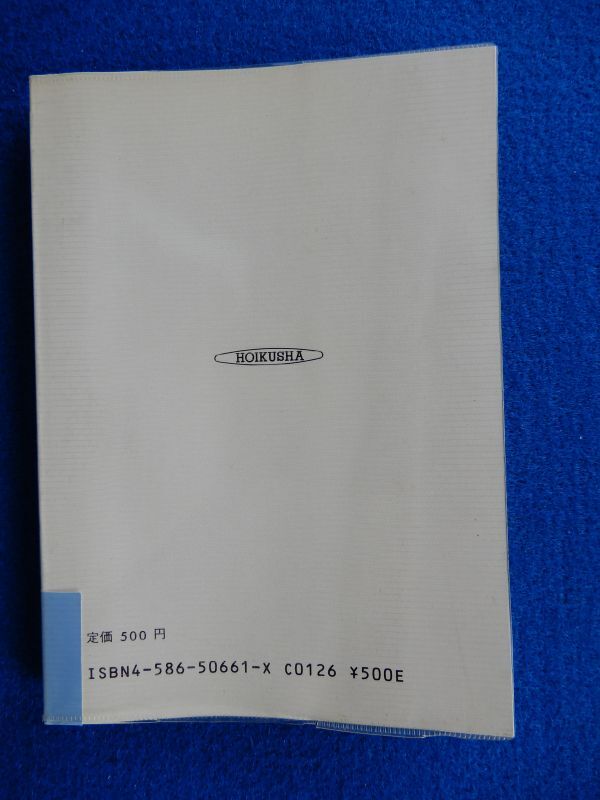 HOIKUSHA
定価 500 円
ISBN4-586-50661-X C0126 ¥500E